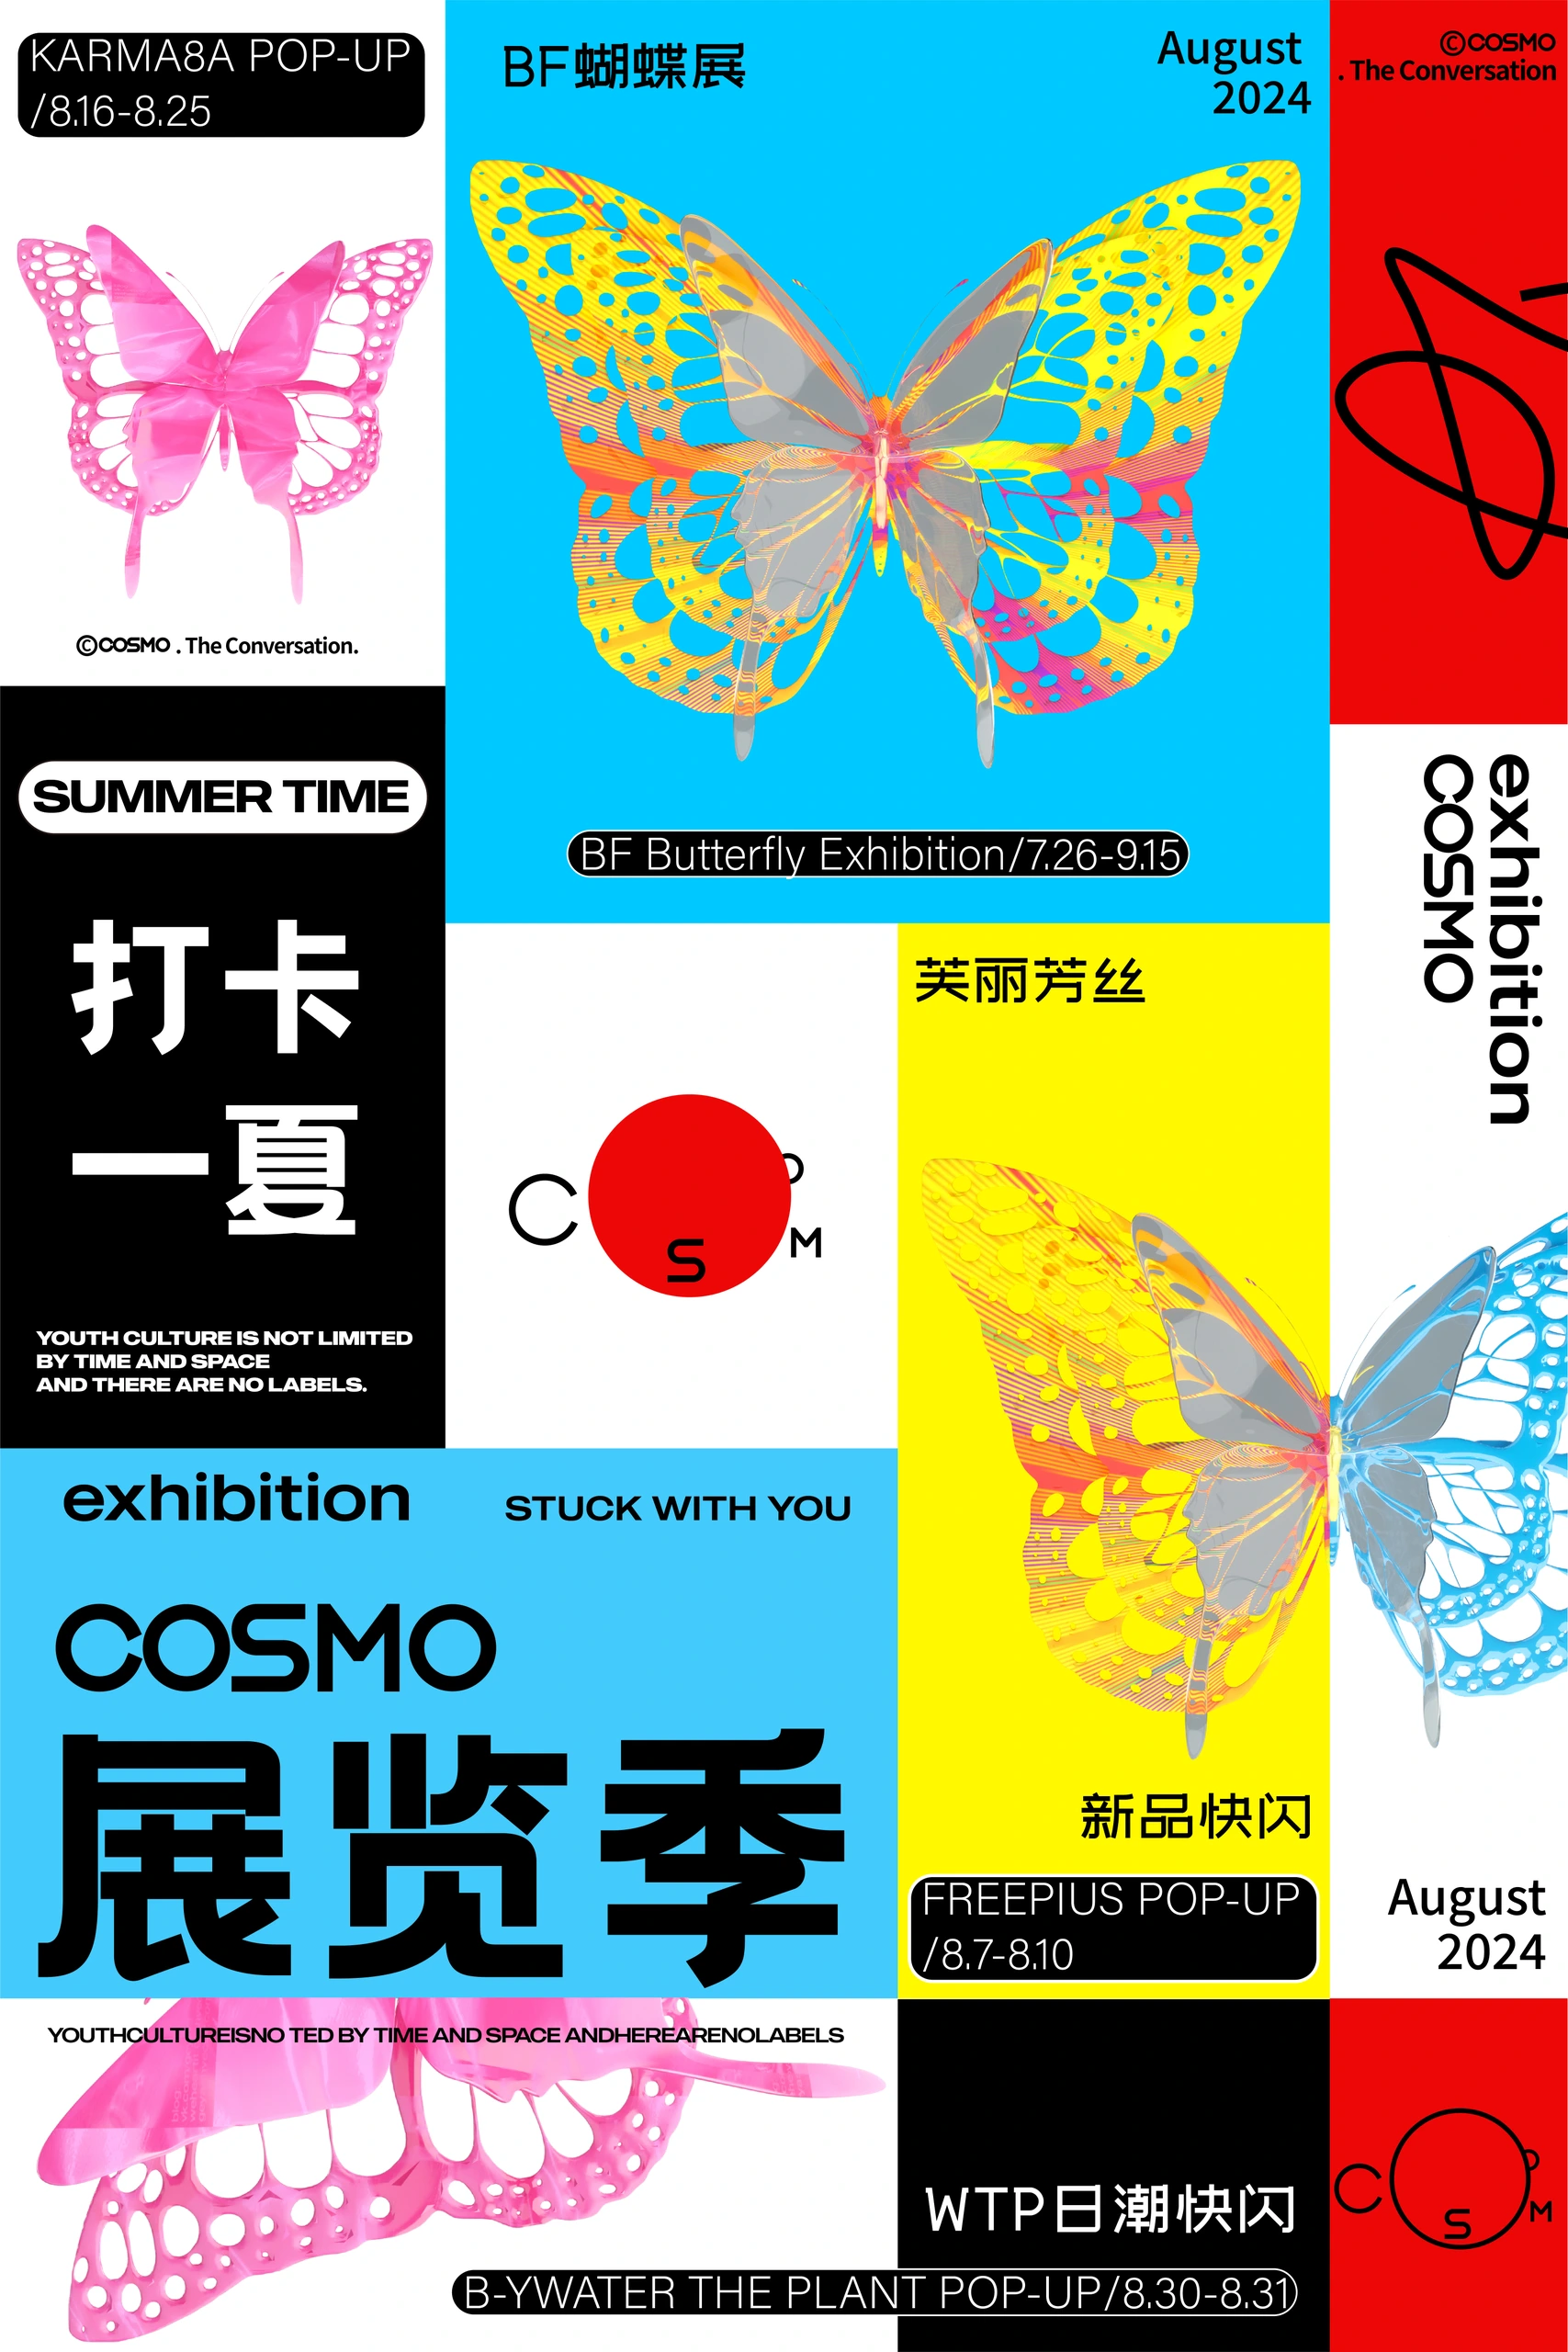 KARMA8A POP-UP
/8.16-8.25
©COSMO . The Conversation.
BF蝴蝶展
August
2024
BF Butterfly Exhibition/7.26-9.15
©COSMO
. The Conversation
SUMMER TIME
打卡
一夏
YOUTH CULTURE IS NOT LIMITED
BY TIME AND SPACE
AND THERE ARE NO LABELS.
C S O M
芙丽芳丝
exhibition
COSMO
exhibition
STUCK WITH YOU
COSMO
展览季
新品快闪
FREEPIUS POP-UP
/8.7-8.10
August
2024
YOUTHCULTUREISNO TED BY TIME AND SPACE ANDHEREARENOLABELS
WTP日潮快闪
B-YWATER THE PLANT POP-UP/8.30-8.31
C S O M